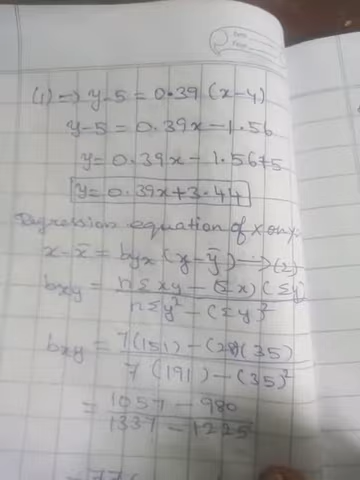 (1) => y-5 = 0.39 (x-4)
y-5 = 0.39x - 1.56
y = 0.39x - 1.56+5
y = 0.39x+3.44
Regression equation of x on y
x - x̄ = byx (y - ȳ) → (2)
bxy = nΣxy - (Σx)(Σy) / nΣy² - (Σy)²
bxy = 7(151) - (28)(35) / 7(191) - (35)²
= 1057 - 980 / 1337 - 1225
= 77